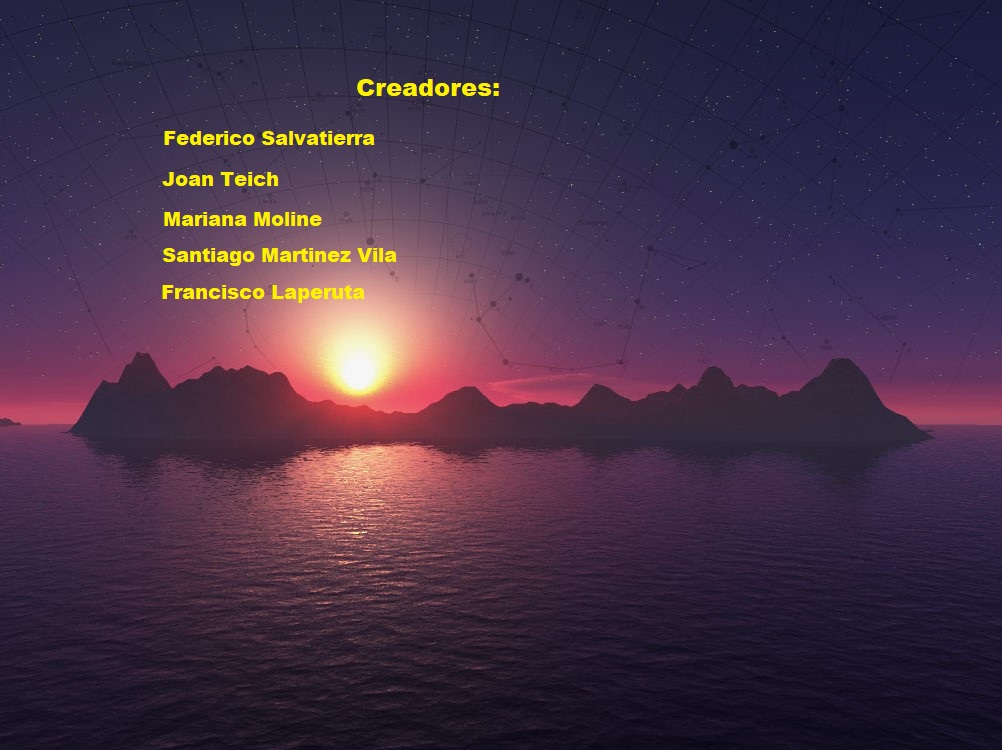 Creadores:
Federico Salvatierra
Joan Teich
Mariana Moline
Santiago Martinez Vila
Francisco Laperuta